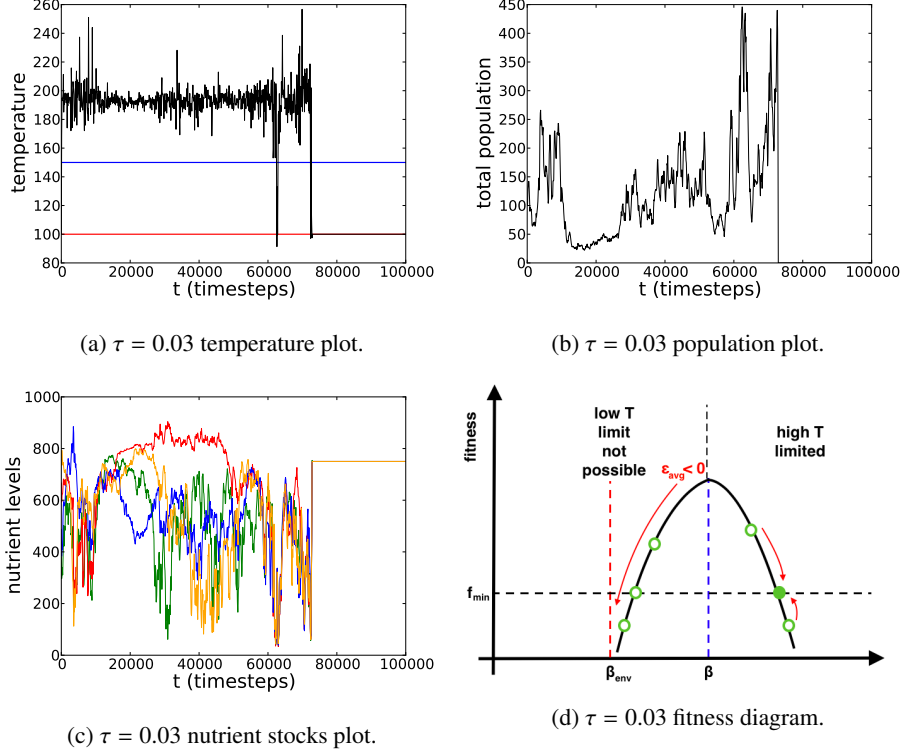 260
240
220
200
180
160
140
120
100
80
60
temperature
0 20000 40000 60000 80000 100000
t (timesteps)
(a) τ = 0.03 temperature plot.
450
400
350
300
250
200
150
100
50
0
total population
0 20000 40000 60000 80000 100000
t (timesteps)
(b) τ = 0.03 population plot.
1000
800
600
400
200
0
nutrient levels
0 20000 40000 60000 80000 100000
t (timesteps)
(c) τ = 0.03 nutrient stocks plot.
fitness
low T
limit
not
possible
ε_avg < 0
high T
limited
f_min
β_env
β
(d) τ = 0.03 fitness diagram.